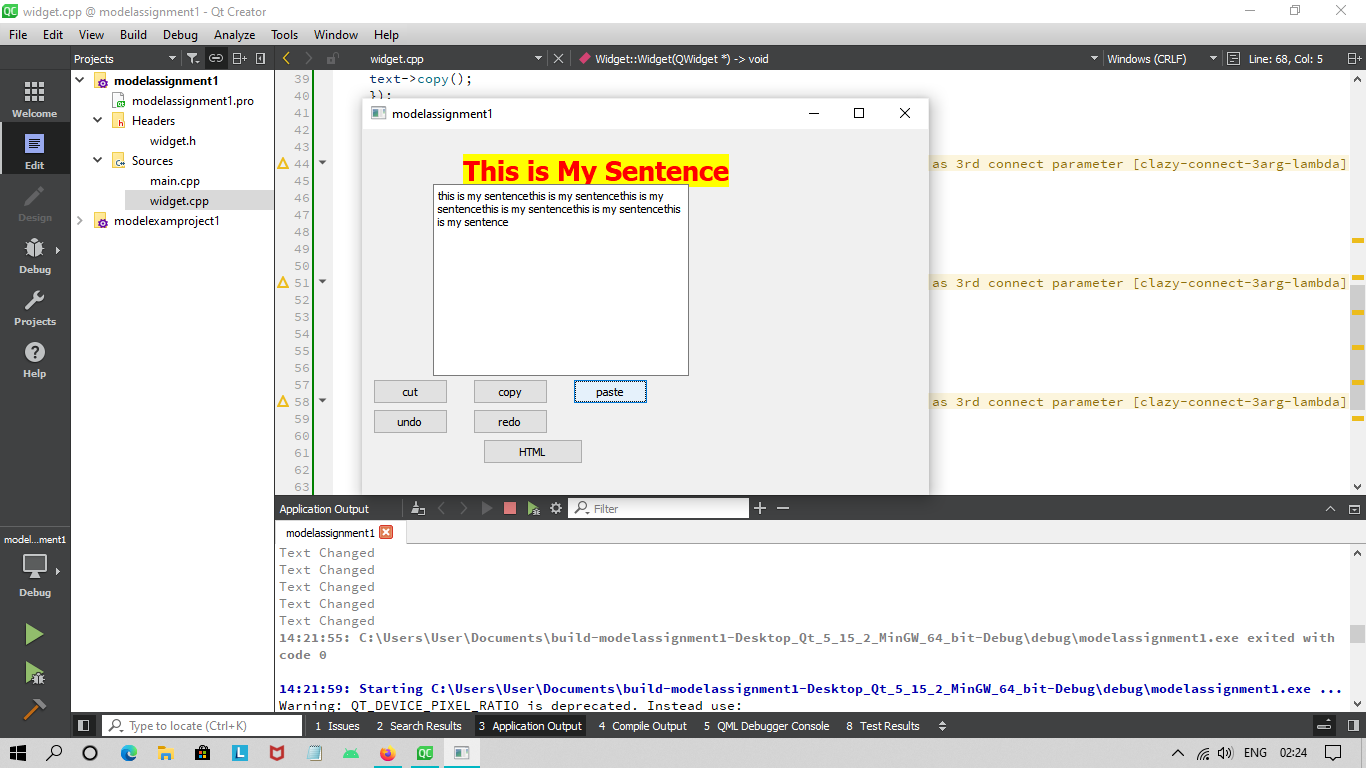 widget.cpp @ modelassignment1 - Qt Creator
File Edit View Build Debug Analyze Tools Window Help
Projects widget.cpp Widget::Widget(QWidget *) -> void Windows (CRLF) Line: 68, Col: 5
Welcome
Edit
Design
Debug
Projects
Help
model...ment1
Debug
modelassignment1
modelassignment1.pro
Headers
widget.h
Sources
main.cpp
widget.cpp
modelexamproject1
39 text->copy();
40 });
41
42
43
44 as 3rd connect parameter [clazy-connect-3arg-lambda]
45
46
47
48
49
50
51 as 3rd connect parameter [clazy-connect-3arg-lambda]
52
53
54
55
56
57
58 as 3rd connect parameter [clazy-connect-3arg-lambda]
59
60
61
62
63
modelassignment1
This is My Sentence
this is my sentencethis is my sentencethis is my
sentencethis is my sentencethis is my sentencethis
is my sentence
cut copy paste
undo redo
HTML
Application Output Filter
modelassignment1
Text Changed
Text Changed
Text Changed
Text Changed
Text Changed
14:21:55: C:\Users\User\Documents\build-modelassignment1-Desktop_Qt_5_15_2_MinGW_64_bit-Debug\debug\modelassignment1.exe exited with
code 0
14:21:59: Starting C:\Users\User\Documents\build-modelassignment1-Desktop_Qt_5_15_2_MinGW_64_bit-Debug\debug\modelassignment1.exe ...
Warning: QT_DEVICE_PIXEL_RATIO is deprecated. Instead use:
Type to locate (Ctrl+K) 1 Issues 2 Search Results 3 Application Output 4 Compile Output 5 QML Debugger Console 8 Test Results
ENG 02:24